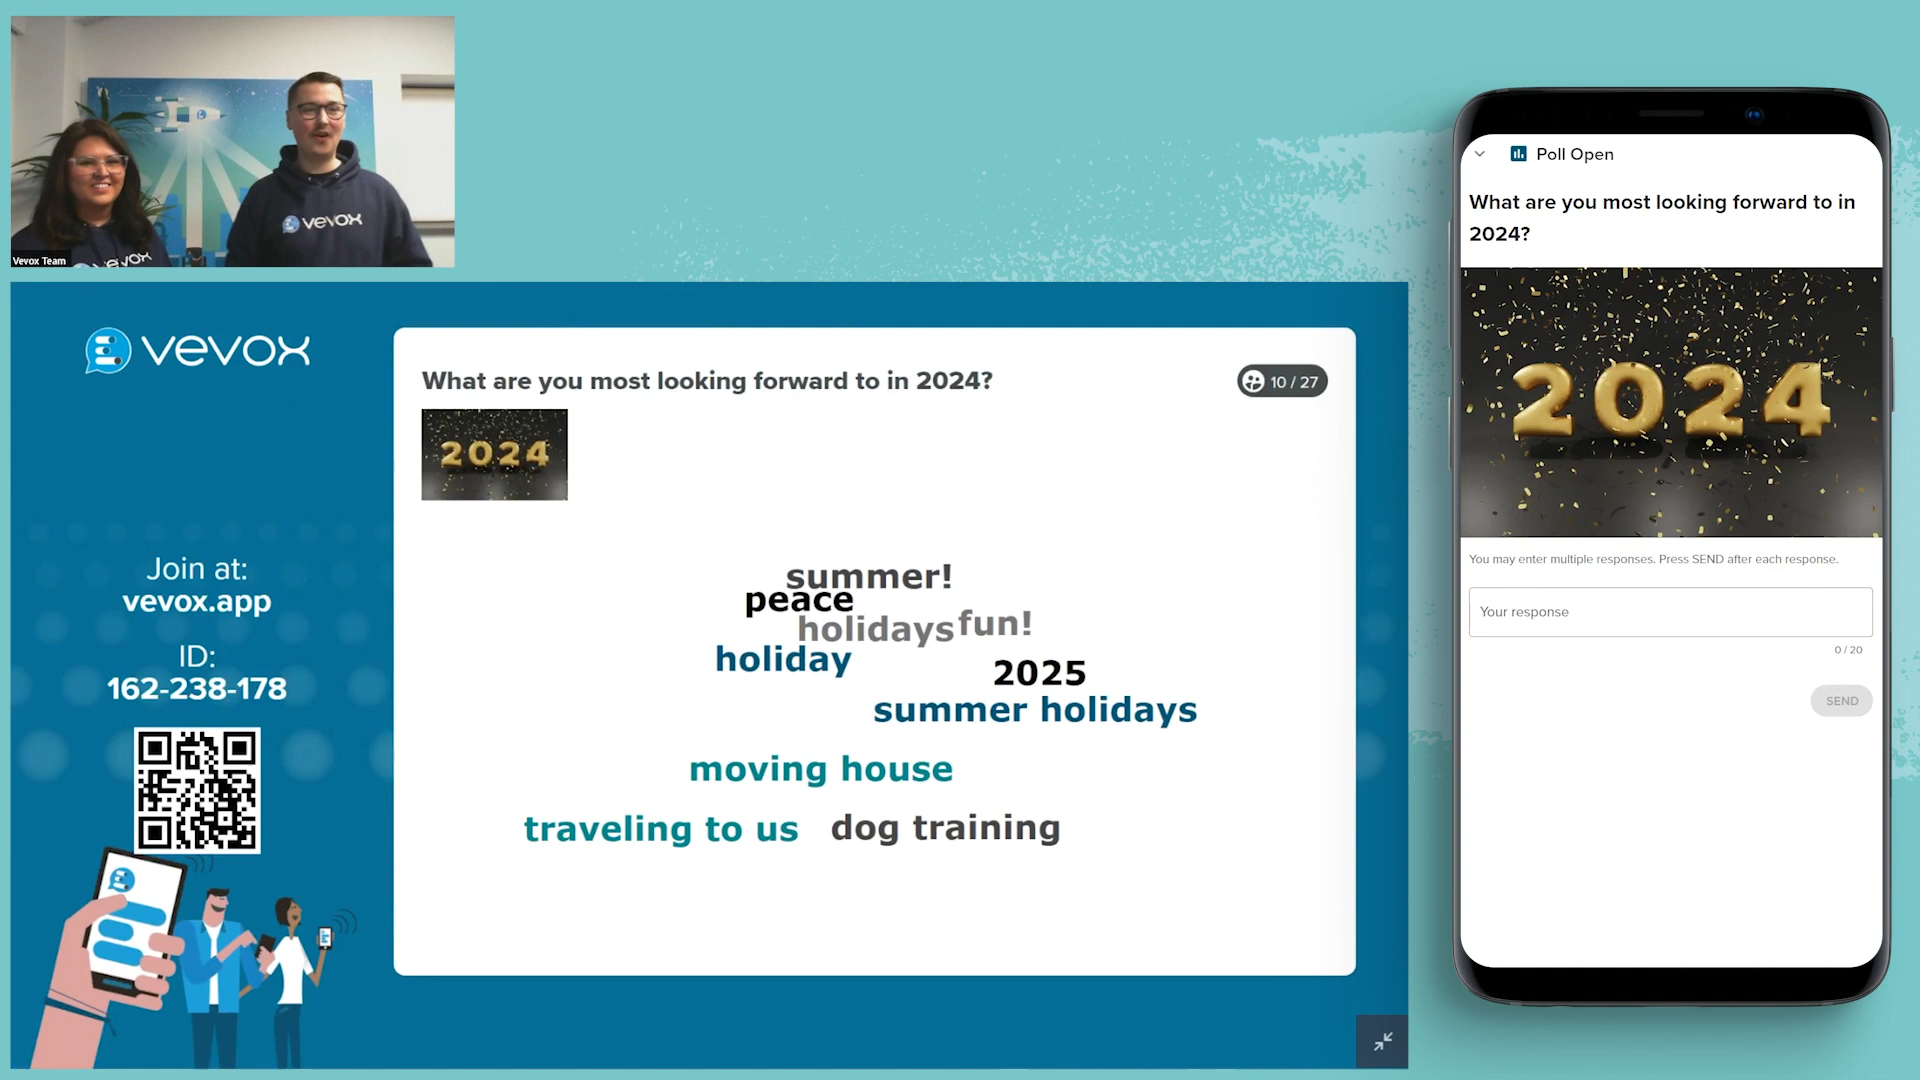 vevox
vevox
Vevox Team
vevox
Join at:
vevox.app
ID:
162-238-178
What are you most looking forward to in 2024?
10 / 27
2024
summer!
peace
holidays fun!
holiday
2025
summer holidays
moving house
traveling to us dog training
Poll Open
What are you most looking forward to in
2024?
2024
You may enter multiple responses. Press SEND after each response.
Your response
0 / 20
SEND